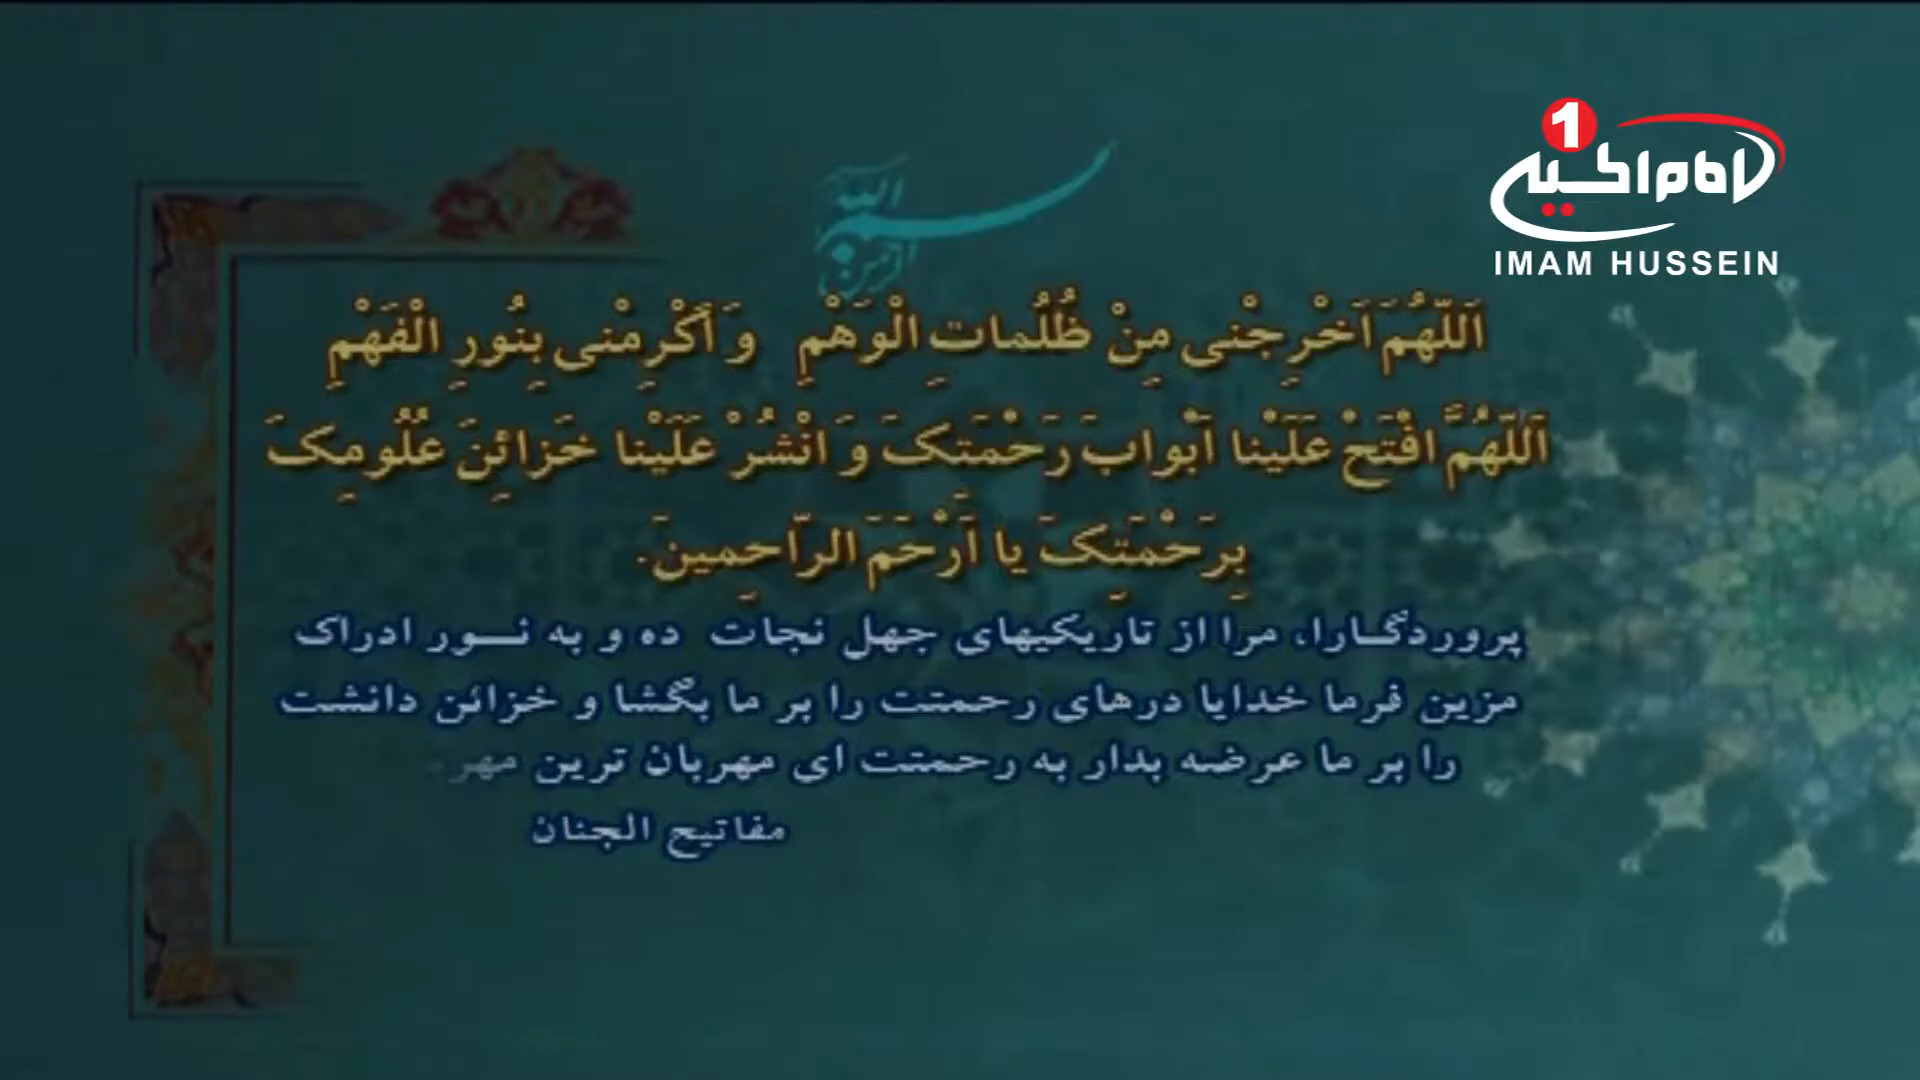 1
امام حسین
IMAM HUSSEIN
بسم الله الرحمن
اَللّهُمَ اَخْرِجْنی مِنْ ظُلُماتِ الْوَهْمِ وَ اَکْرِمْنی بِنُورِ الْفَهْمِ
اَللّهُمَّ افْتَحْ عَلَیْنا اَبْوابَ رَحْمَتِکَ وَ انْشُرْ عَلَیْنا خَزائِنَ عُلُومِکَ
بِرَحْمَتِکَ یا اَرْحَمَ الرّاحِمینَ.
پروردگارا، مرا از تاریکیهای جهل نجات ده و به نور ادراک
مزین فرما خدایا درهای رحمتت را بر ما بگشا و خزائن دانشت
را بر ما عرضه بدار به رحمتت ای مهربان ترین
مفاتیح الجنان